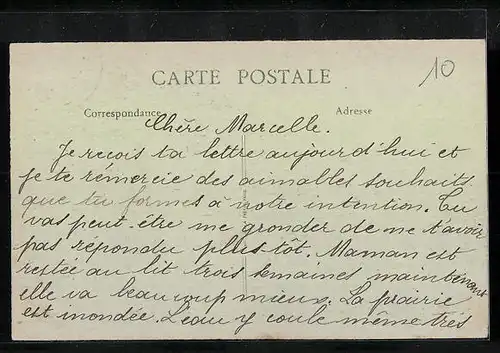 10
CARTE POSTALE
Correspondance Adresse
Chère Marcelle.
Je reçois ta lettre aujourd'hui et
je te remercie des aimables souhaits
que tu formes à notre intention. Tu
vas peut-être me gronder de ne t'avoir
pas répondu plus tôt. Maman est
restée au lit trois semaines maintenant
elle va beaucoup mieux. La prairie
est inondée. L'eau y coule même très